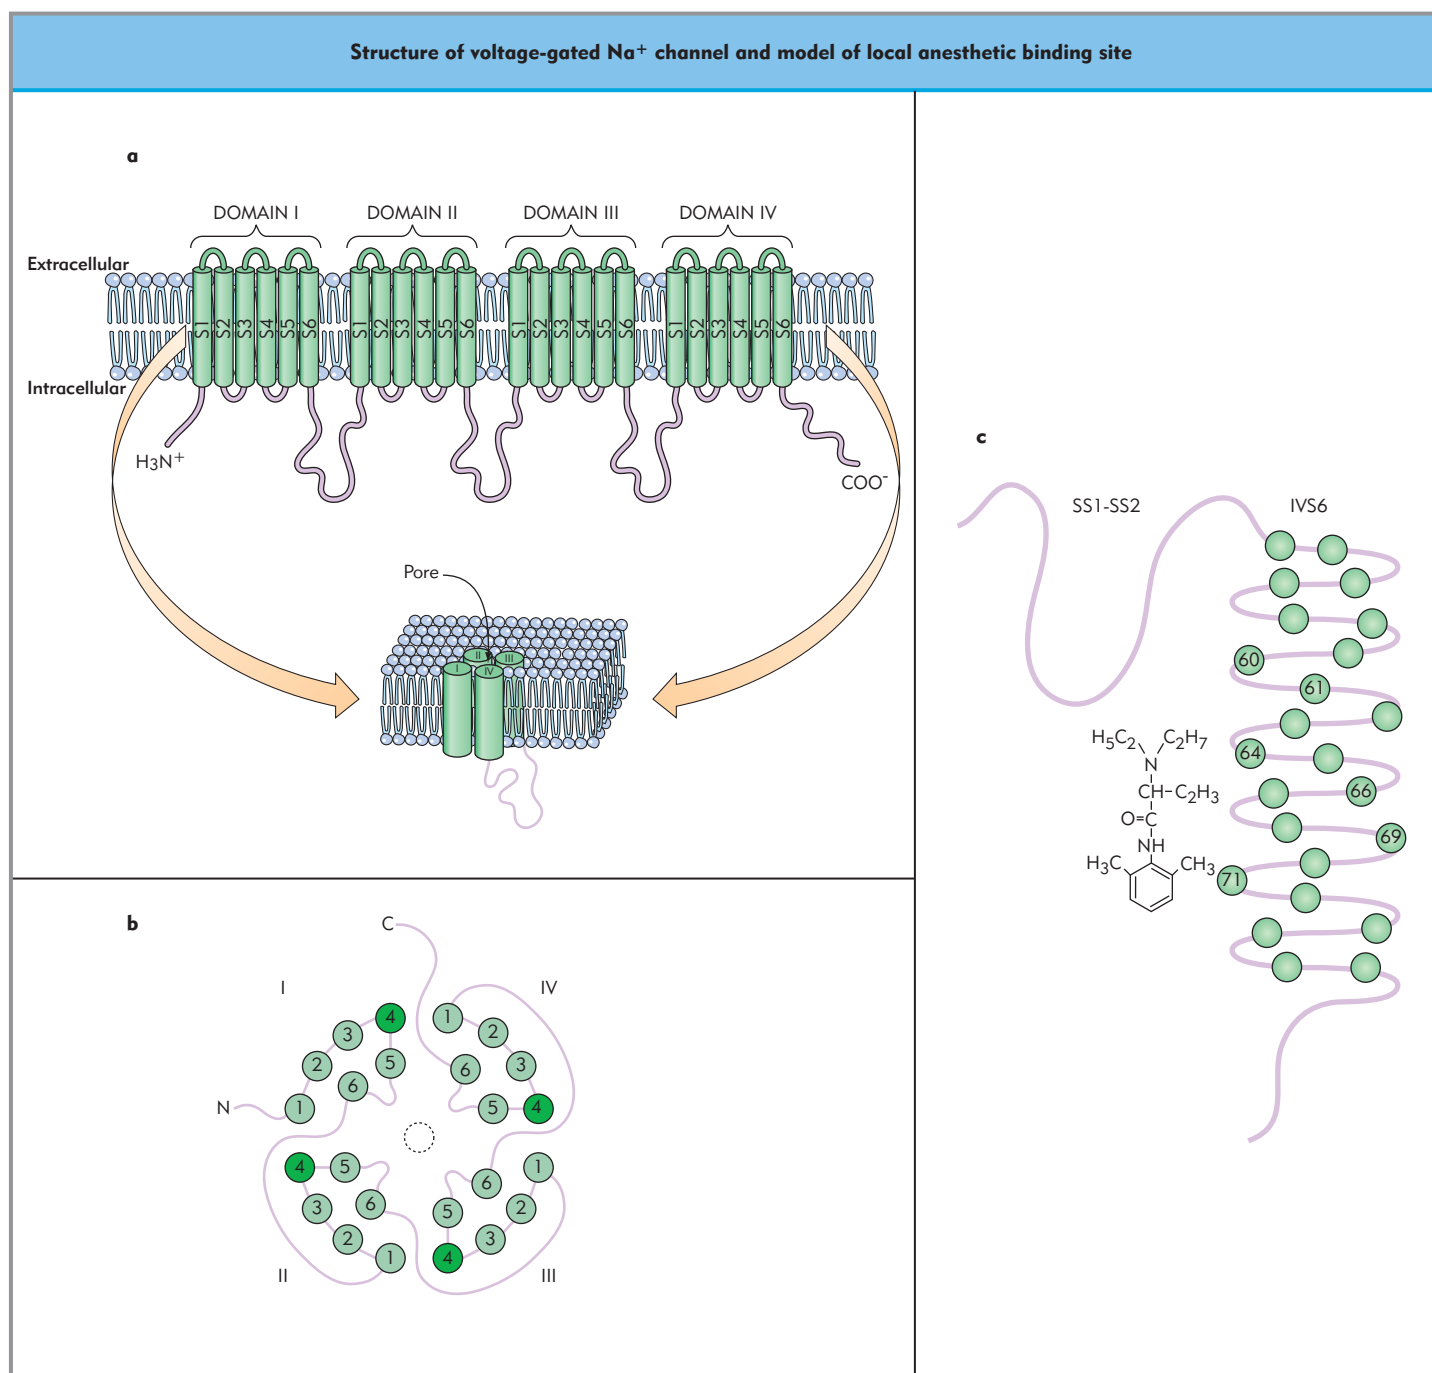 Structure of voltage-gated Na+ channel and model of local anesthetic binding site
a
DOMAIN I DOMAIN II DOMAIN III DOMAIN IV
Extracellular
S1 S2 S3 S4 S5 S6 S1 S2 S3 S4 S5 S6 S1 S2 S3 S4 S5 S6 S1 S2 S3 S4 S5 S6
Intracellular
H3N+
COO-
Pore
II III
I IV
b
C
I IV
4 1
3 2
2 5 6 3
6
N 1 5 4
4 5 6 1
3 6 5 2
2 3
1 4
II III
c
SS1-SS2 IVS6
60
61
H5C2 C2H7
64
N
CH-C2H3
66
O=C
NH
69
H3C CH3
71